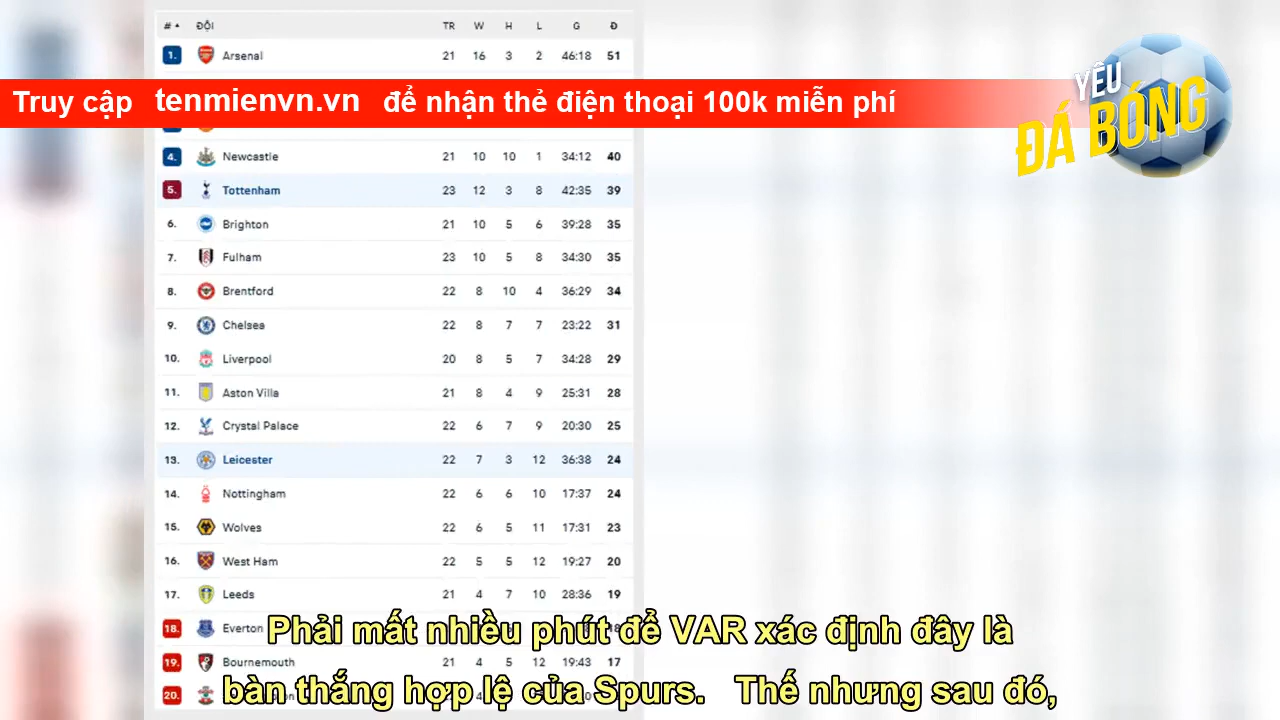 # ▲ ĐỘI TR W H L G Đ
1. Arsenal 21 16 3 2 46:18 51
Truy cập tenmienvn.vn để nhận thẻ điện thoại 100k miễn phí
YÊU
ĐÁ BÓNG
4. Newcastle 21 10 10 1 34:12 40
5. Tottenham 23 12 3 8 42:35 39
6. Brighton 21 10 5 6 39:28 35
7. Fulham 23 10 5 8 34:30 35
8. Brentford 22 8 10 4 36:29 34
9. Chelsea 22 8 7 7 23:22 31
10. Liverpool 20 8 5 7 34:28 29
11. Aston Villa 21 8 4 9 25:31 28
12. Crystal Palace 22 6 7 9 20:30 25
13. Leicester 22 7 3 12 36:38 24
14. Nottingham 22 6 6 10 17:37 24
15. Wolves 22 6 5 11 17:31 23
16. West Ham 22 5 5 12 19:27 20
17. Leeds 21 4 7 10 28:36 19
18. Everton
Phải mất nhiều phút để VAR xác định đây là
19. Bournemouth 21 4 5 12 19:43 17
20.
bàn thắng hợp lệ của Spurs. Thế nhưng sau đó,